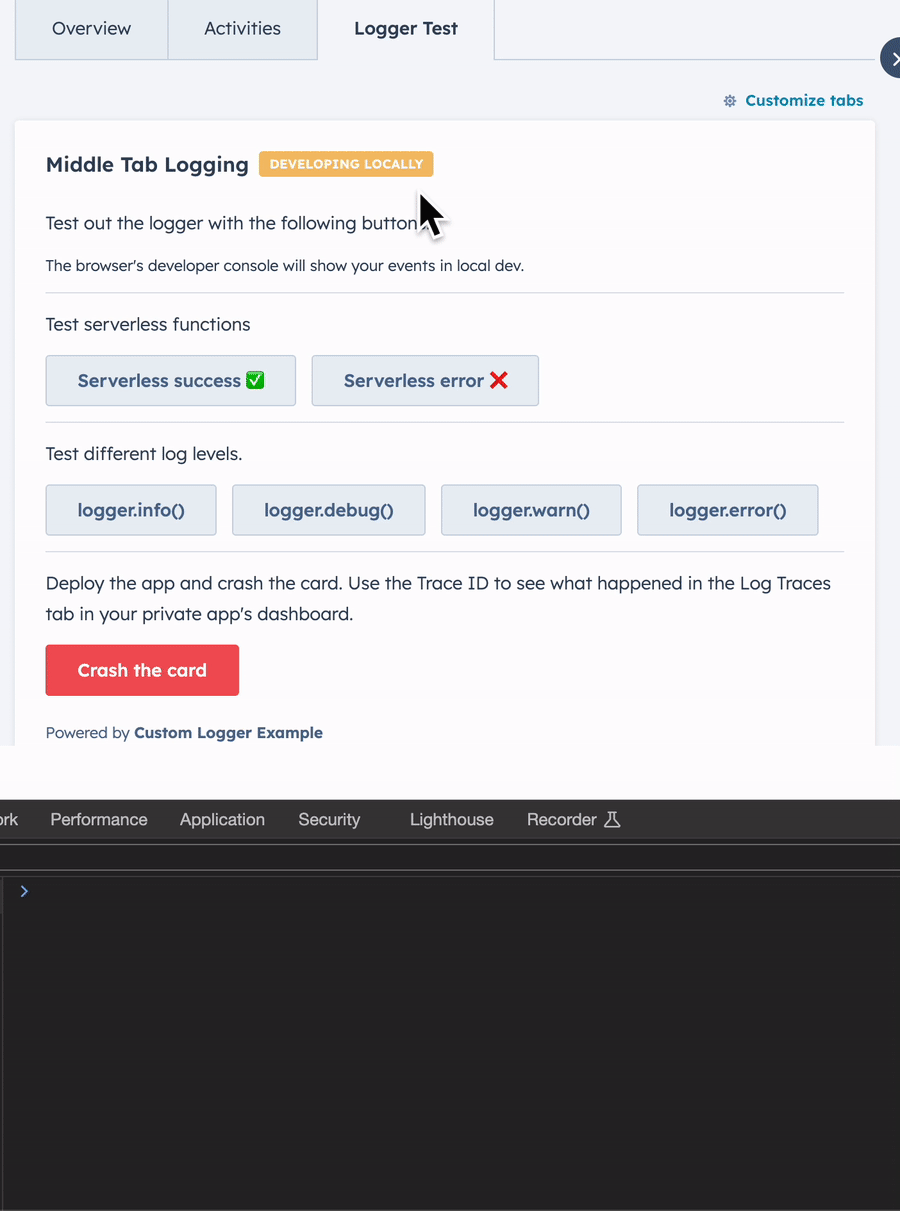 Overview Activities Logger Test
Customize tabs
Middle Tab Logging DEVELOPING LOCALLY
Test out the logger with the following button
The browser's developer console will show your events in local dev.
Test serverless functions
Serverless success ✅ Serverless error ❌
Test different log levels.
logger.info() logger.debug() logger.warn() logger.error()
Deploy the app and crash the card. Use the Trace ID to see what happened in the Log Traces
tab in your private app's dashboard.
Crash the card
Powered by Custom Logger Example
ork Performance Application Security Lighthouse Recorder